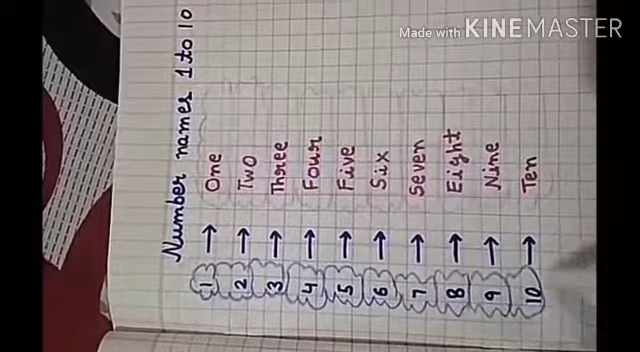 Made with KINEMASTER
Number names 1 to 10
1 → One
2 → Two
3 → Three
4 → Four
5 → Five
6 → Six
7 → Seven
8 → Eight
9 → Nine
10 → Ten